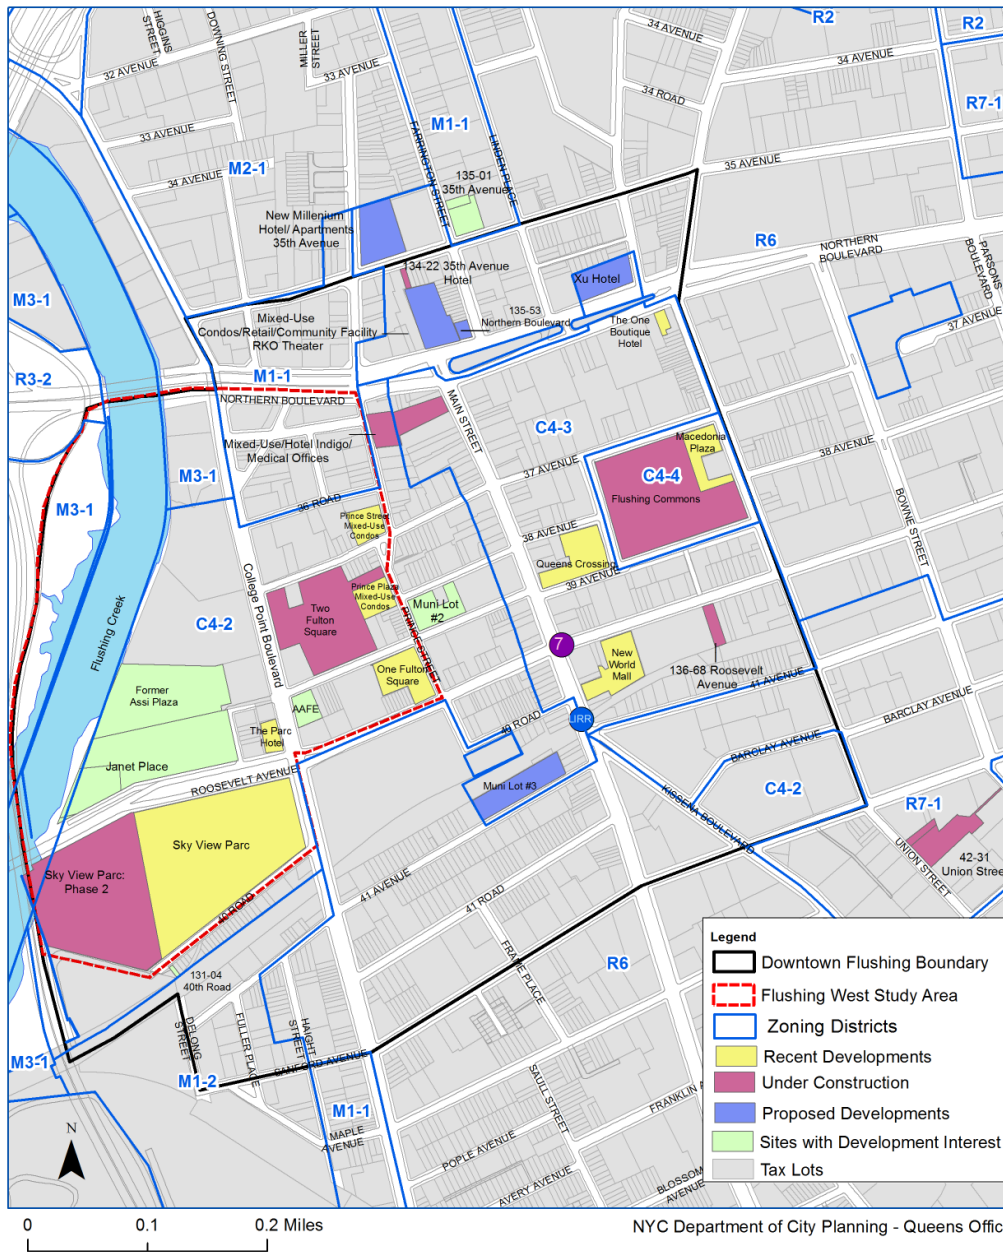 HIGGINS
STREET
DOWNING STREET
MILLER
STREET
34 AVENUE
R2
R2
32 AVENUE
33 AVENUE
34 AVENUE
34 ROAD
R7-1
FARRINGTON STREET
M1-1
LINDEN PLACE
33 AVENUE
M2-1
35 AVENUE
34 AVENUE
135-01
35th Avenue
New Millenium
Hotel/ Apartments
35th Avenue
R6
NORTHERN
BOULEVARD
PARSONS
BOULEVARD
134-22 35th Avenue
Hotel
Xu Hotel
M3-1
Mixed-Use
Condos/Retail/Community Facility
RKO Theater
135-53
Northern Boulevard
The One
Boutique
Hotel
37 AVENUE
R3-2
M1-1
NORTHERN BOULEVARD
MAIN STREET
C4-3
Mixed-Use/Hotel Indigo/
Medical Offices
Macedonia
Plaza
38 AVENUE
M3-1
37 AVENUE
C4-4
Flushing Commons
M3-1
36 ROAD
BOWNE STREET
Prince Street
Mixed-Use
Condos
38 AVENUE
Queens Crossing
39 AVENUE
College Point Boulevard
Two
Fulton
Square
Prince Plaza
Mixed-Use
Condos
Muni Lot
#2
PRINCE STREET
Flushing Creek
C4-2
7
New
World
Mall
136-68 Roosevelt
Avenue
One Fulton
Square
41 AVENUE
Former
Assi Plaza
AAFE
The Parc
Hotel
40 ROAD
LIRR
BARCLAY AVENUE
BARCLAY AVENUE
Janet Place
ROOSEVELT AVENUE
Muni Lot #3
KISSENA BOULEVARD
C4-2
R7-1
Sky View Parc
UNION STREET
42-31
Union Stree
Sky View Parc:
Phase 2
40 ROAD
41 AVENUE
41 ROAD
FRAME PLACE
R6
131-04
40th Road
DELONG
STREET
FULLER PLACE
HAIGHT
STREET
SANFORD AVENUE
M3-1
M1-2
M1-1
SAULL STREET
FRANKLIN A
MAPLE
AVENUE
POPLE AVENUE
AVERY AVENUE
BLOSSOM
AVENUE
N
Legend
Downtown Flushing Boundary
Flushing West Study Area
Zoning Districts
Recent Developments
Under Construction
Proposed Developments
Sites with Development Interest
Tax Lots
0 0.1 0.2 Miles
NYC Department of City Planning - Queens Offic